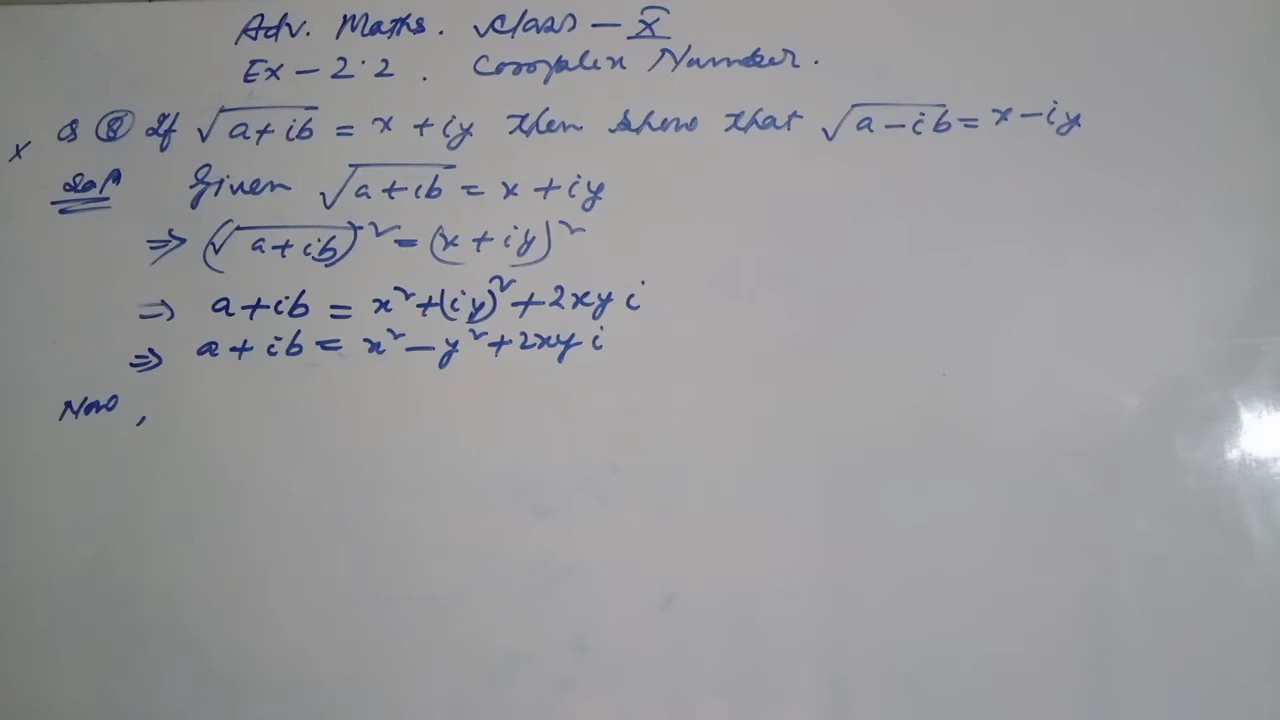 Adv. Maths. Class - X
Ex - 2.2. Complex Number.
x Q ⑧ If √(a+ib) = x + iy then show that √(a-ib) = x - iy
Solⁿ Given √(a+ib) = x + iy
⇒ (√(a+ib))² = (x + iy)²
⇒ a+ib = x² + (iy)² + 2xy i
⇒ a+ib = x² - y² + 2xy i
Now,